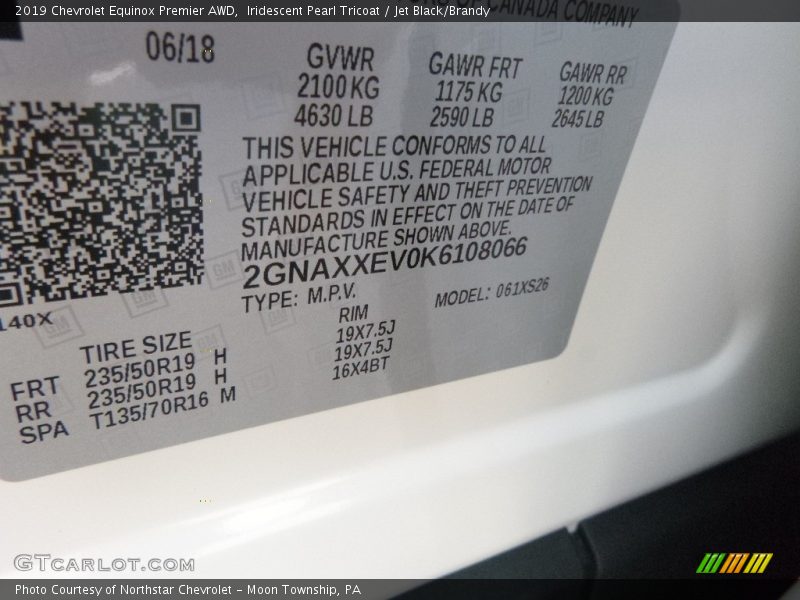 2019 Chevrolet Equinox Premier AWD,  Iridescent Pearl Tricoat / Jet Black/Brandy
OF CANADA COMPANY
06/18
GVWR GAWR FRT GAWR RR
2100 KG 1175 KG 1200 KG
4630 LB 2590 LB 2645 LB
THIS VEHICLE CONFORMS TO ALL
APPLICABLE U.S. FEDERAL MOTOR
VEHICLE SAFETY AND THEFT PREVENTION
STANDARDS IN EFFECT ON THE DATE OF
MANUFACTURE SHOWN ABOVE.
2GNAXXEV0K6108066
TYPE: M.P.V. MODEL: 061XS26
140X
TIRE SIZE RIM
FRT 235/50R19 H 19X7.5J
RR 235/50R19 H 19X7.5J
SPA T135/70R16 M 16X4BT
GTCARLOT.COM
Photo Courtesy of Northstar Chevrolet – Moon Township, PA